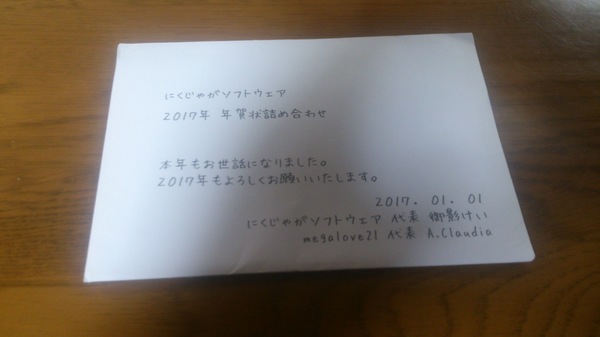 にくじゃがソフトウェア
2017年 年賀状詰め合わせ
本年もお世話になりました。
2017年もよろしくお願いいたします。
2017. 01. 01
にくじゃがソフトウェア 代表 御影けい
megalove21 代表 A.Claudia